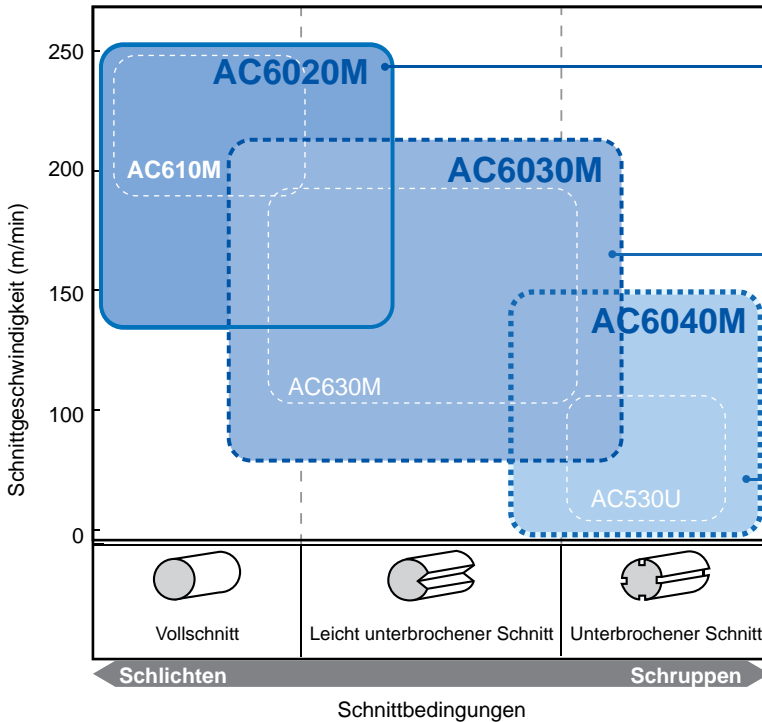 Schnittgeschwindigkeit (m/min)
250
200
150
100
0
AC6020M
AC610M
AC6030M
AC630M
AC6040M
AC530U
Vollschnitt
Leicht unterbrochener Schnitt
Unterbrochener Schnitt
Schlichten
Schruppen
Schnittbedingungen